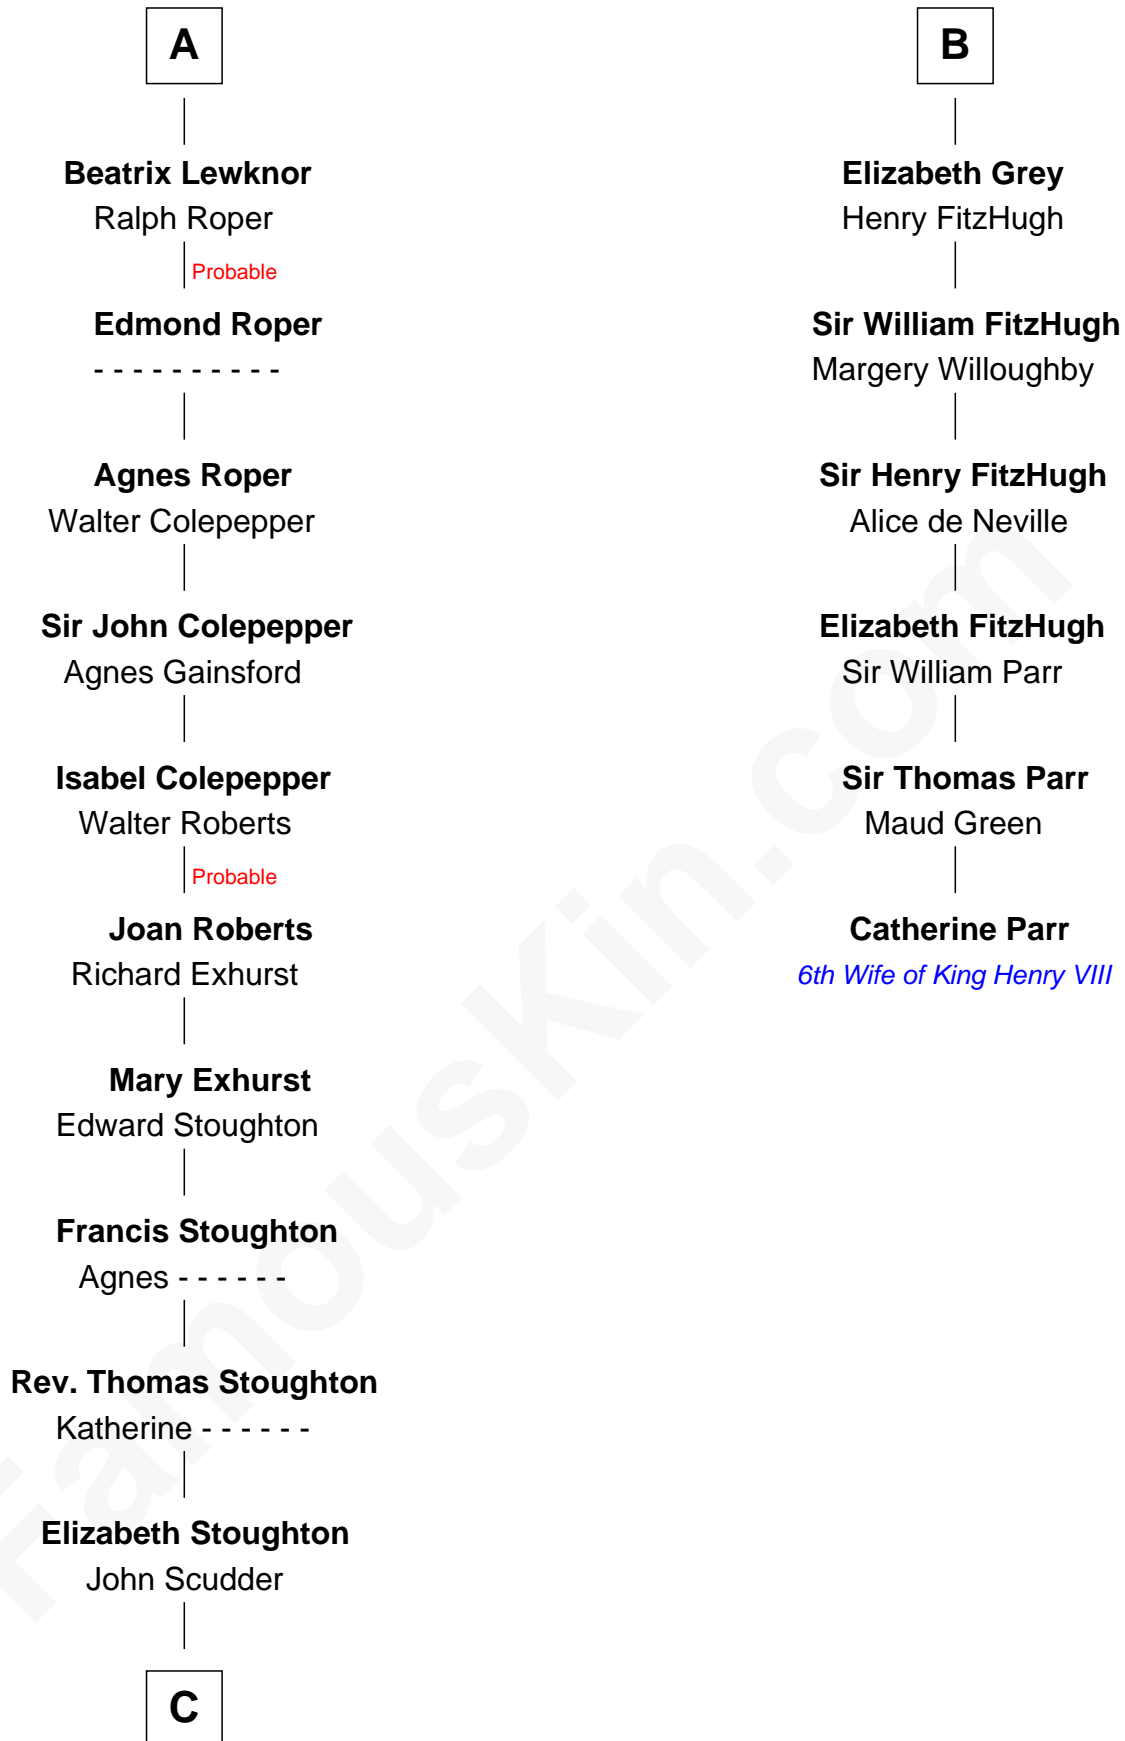 A
Beatrix Lewknor
Ralph Roper
Probable
Edmond Roper
- - - - - - - - - -
Agnes Roper
Walter Colepepper
Sir John Colepepper
Agnes Gainsford
Isabel Colepepper
Walter Roberts
Probable
Joan Roberts
Richard Exhurst
Mary Exhurst
Edward Stoughton
Francis Stoughton
Agnes - - - - - -
Rev. Thomas Stoughton
Katherine - - - - - -
Elizabeth Stoughton
John Scudder
C
B
Elizabeth Grey
Henry FitzHugh
Sir William FitzHugh
Margery Willoughby
Sir Henry FitzHugh
Alice de Neville
Elizabeth FitzHugh
Sir William Parr
Sir Thomas Parr
Maud Green
Catherine Parr
6th Wife of King Henry VIII
FamousKin.com